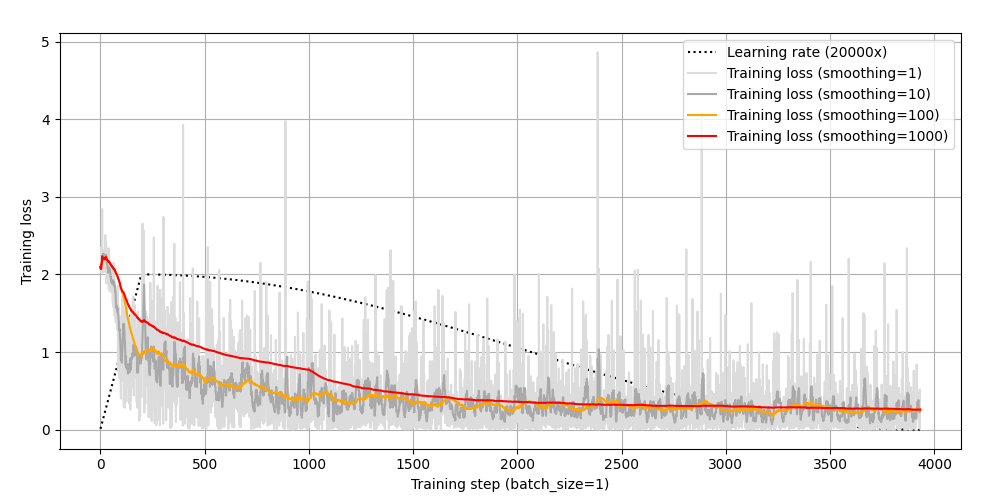 5
4
3
2
1
0
Training loss
Learning rate (20000x)
Training loss (smoothing=1)
Training loss (smoothing=10)
Training loss (smoothing=100)
Training loss (smoothing=1000)
0 500 1000 1500 2000 2500 3000 3500 4000
Training step (batch_size=1)